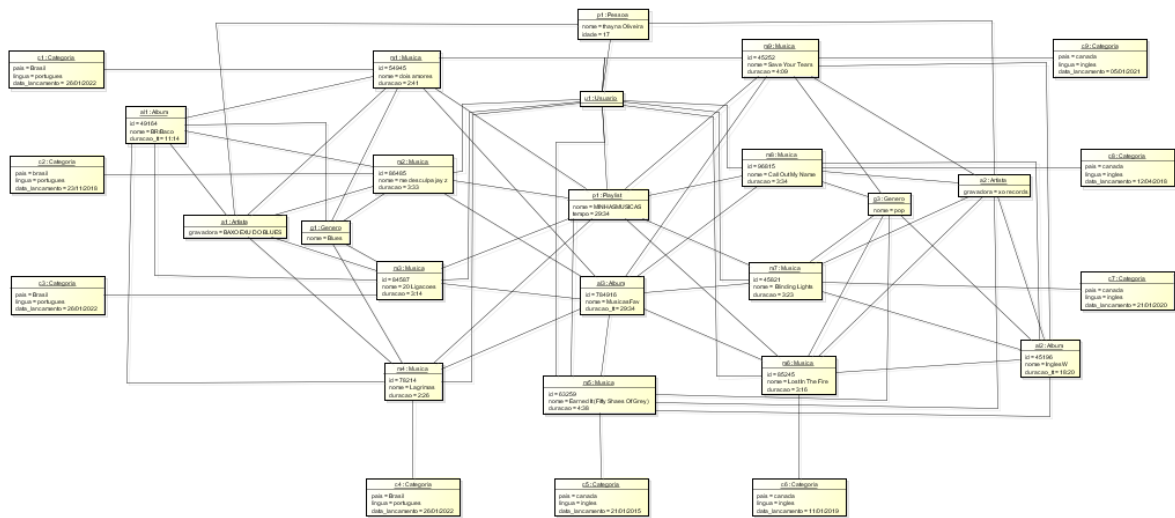 p1 : Pessoa
nome = thayna Oliveira
idade = 17
c1 : Categoria
pais = Brasil
lingua = portugues
data_lancamento = 26/01/2022
m1 : Musica
id = 54945
nome = dois amores
duracao = 2:41
m9 : Musica
id = 45252
nome = Save Your Tears
duracao = 4:09
c9 : Categoria
pais = canada
lingua = ingles
data_lancamento = 05/01/2021
u1 : Usuario
al1 : Album
id = 49164
nome = BR/Baco
duracao_tt = 11:14
c2 : Categoria
pais = brasil
lingua = portugues
data_lancamento = 23/11/2018
m2 : Musica
id = 66485
nome = me desculpa jay z
duracao = 3:33
m8 : Musica
id = 96815
nome = Call Out My Name
duracao = 3:34
c8 : Categoria
pais = canada
lingua = ingles
data_lancamento = 12/04/2018
a2 : Artista
gravadora = xo records
p1 : Playlist
nome = MINHASMUSICAS
tempo = 29:34
nome = pop
a1 : Artista
gravadora = BAXO EXU DO BLUES
g1 : Genero
nome = Blues
m3 : Musica
id = 84587
nome = 20 Ligacoes
duracao = 3:14
c3 : Categoria
pais = Brasil
lingua = portugues
data_lancamento = 26/01/2022
al3 : Album
id = 784916
nome = MusicasFav
duracao_tt = 29:34
m7 : Musica
id = 45821
nome = Blinding Lights
duracao = 3:23
c7 : Categoria
pais = canada
lingua = ingles
data_lancamento = 21/01/2020
al2 : Album
id = 45196
nome = InglesW
duracao_tt = 18:20
m4 : Musica
id = 78214
nome = Lagrimas
duracao = 2:26
m5 : Musica
id = 63259
nome = Earned It(Fifty Shaes Of Grey)
duracao = 4:38
m6 : Musica
id = 85245
nome = Lost In The Fire
duracao = 3:16
c4 : Categoria
pais = Brasil
lingua = portugues
data_lancamento = 26/01/2022
c5 : Categoria
pais = canada
lingua = ingles
data_lancamento = 21/01/2015
c6 : Categoria
pais = canada
lingua = ingles
data_lancamento = 11/01/2019